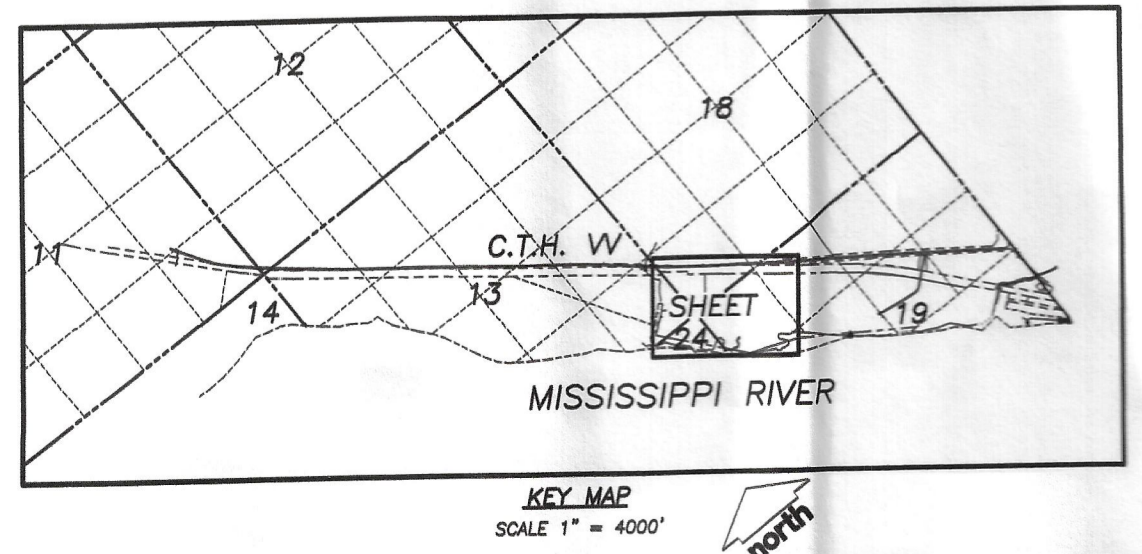 12
18
11
C.T.H. W
13
14
SHEET
24
19
MISSISSIPPI RIVER
KEY MAP
SCALE 1" = 4000'
north